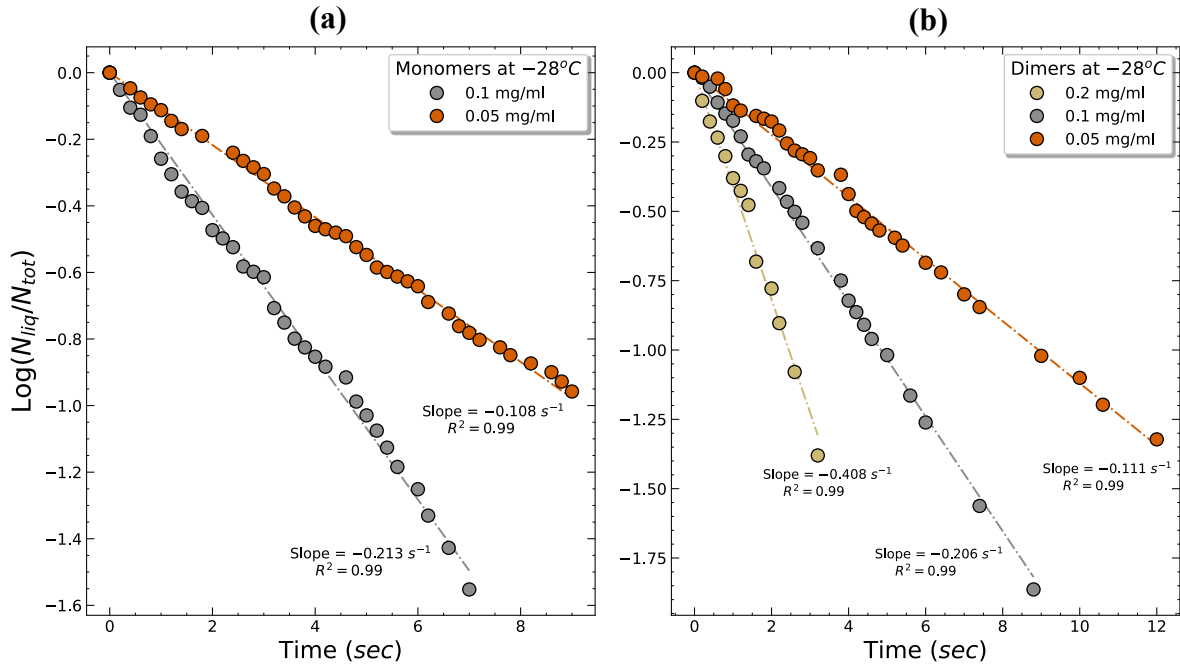 (a)
Monomers at −28°C
0.1 mg/ml
0.05 mg/ml
0.0
−0.2
−0.4
−0.6
−0.8
−1.0
−1.2
−1.4
−1.6
Log(N_liq/N_tot)
Slope = −0.108 s⁻¹
R² = 0.99
Slope = −0.213 s⁻¹
R² = 0.99
0 2 4 6 8
Time (sec)
(b)
Dimers at −28°C
0.2 mg/ml
0.1 mg/ml
0.05 mg/ml
0.00
−0.25
−0.50
−0.75
−1.00
−1.25
−1.50
−1.75
Slope = −0.408 s⁻¹
R² = 0.99
Slope = −0.111 s⁻¹
R² = 0.99
Slope = −0.206 s⁻¹
R² = 0.99
0 2 4 6 8 10 12
Time (sec)